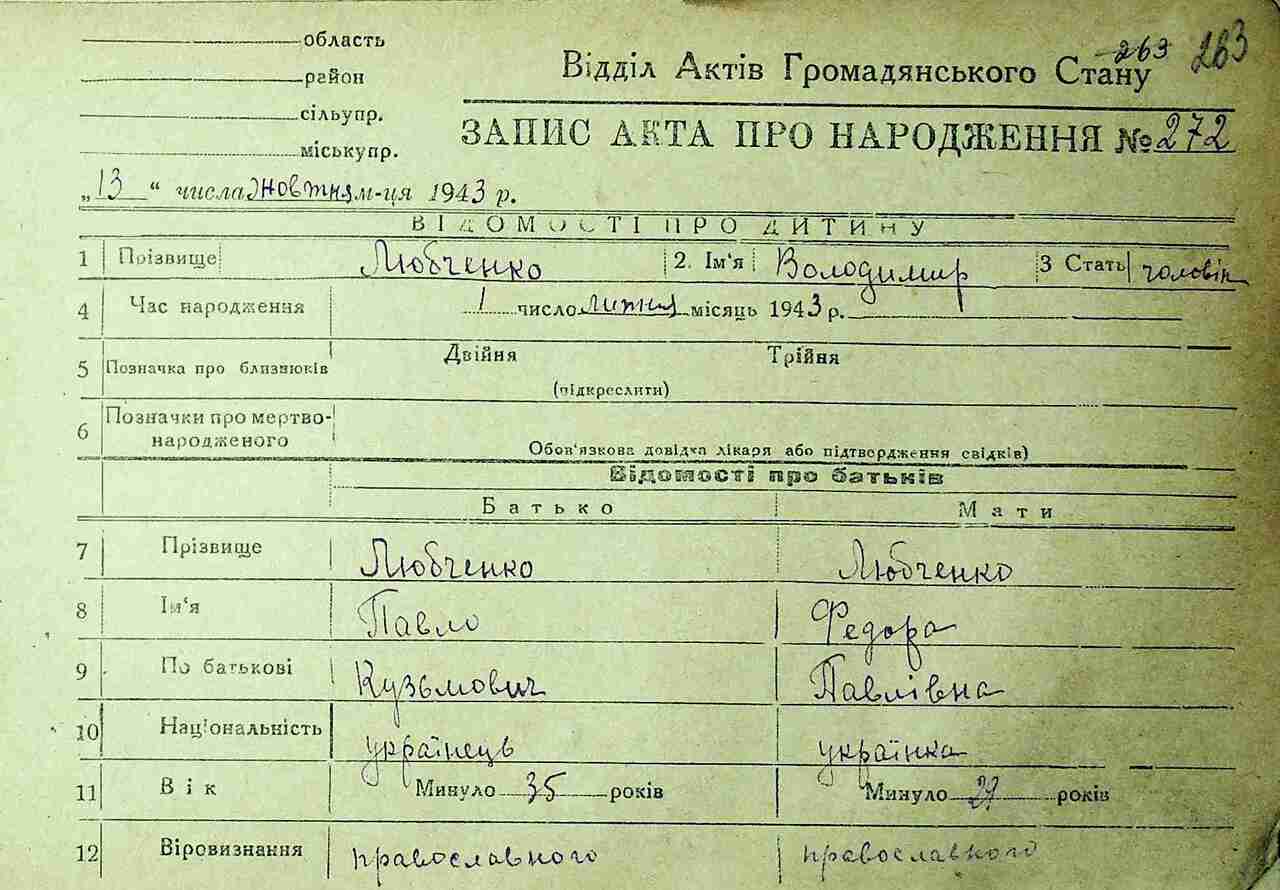 область
район
сільупр.
міськупр.
263 263
Відділ Актів Громадянського Стану
ЗАПИС АКТА ПРО НАРОДЖЕННЯ № 272
„13“ числа жовтня м-ця 1943 р.
ВІДОМОСТІ ПРО ДИТИНУ
1 Прізвище Любченко 2. Ім'я Володимир 3 Стать чоловік
4 Час народження 1 число липня місяць 1943 р.
5 Позначка про близнюків Двійня Трійня
(підкреслити)
6 Позначки про мертво-
народженого
Обов'язкова довідка лікаря або підтвердження свідків)
Відомості про батьків
Батько Мати
7 Прізвище Любченко Любченко
8 Ім'я Павло Федора
9 По батькові Кузьмович Павлівна
10 Національність українець українка
11 Вік Минуло 35 років Минуло 27 років
12 Віровизнання православного православного